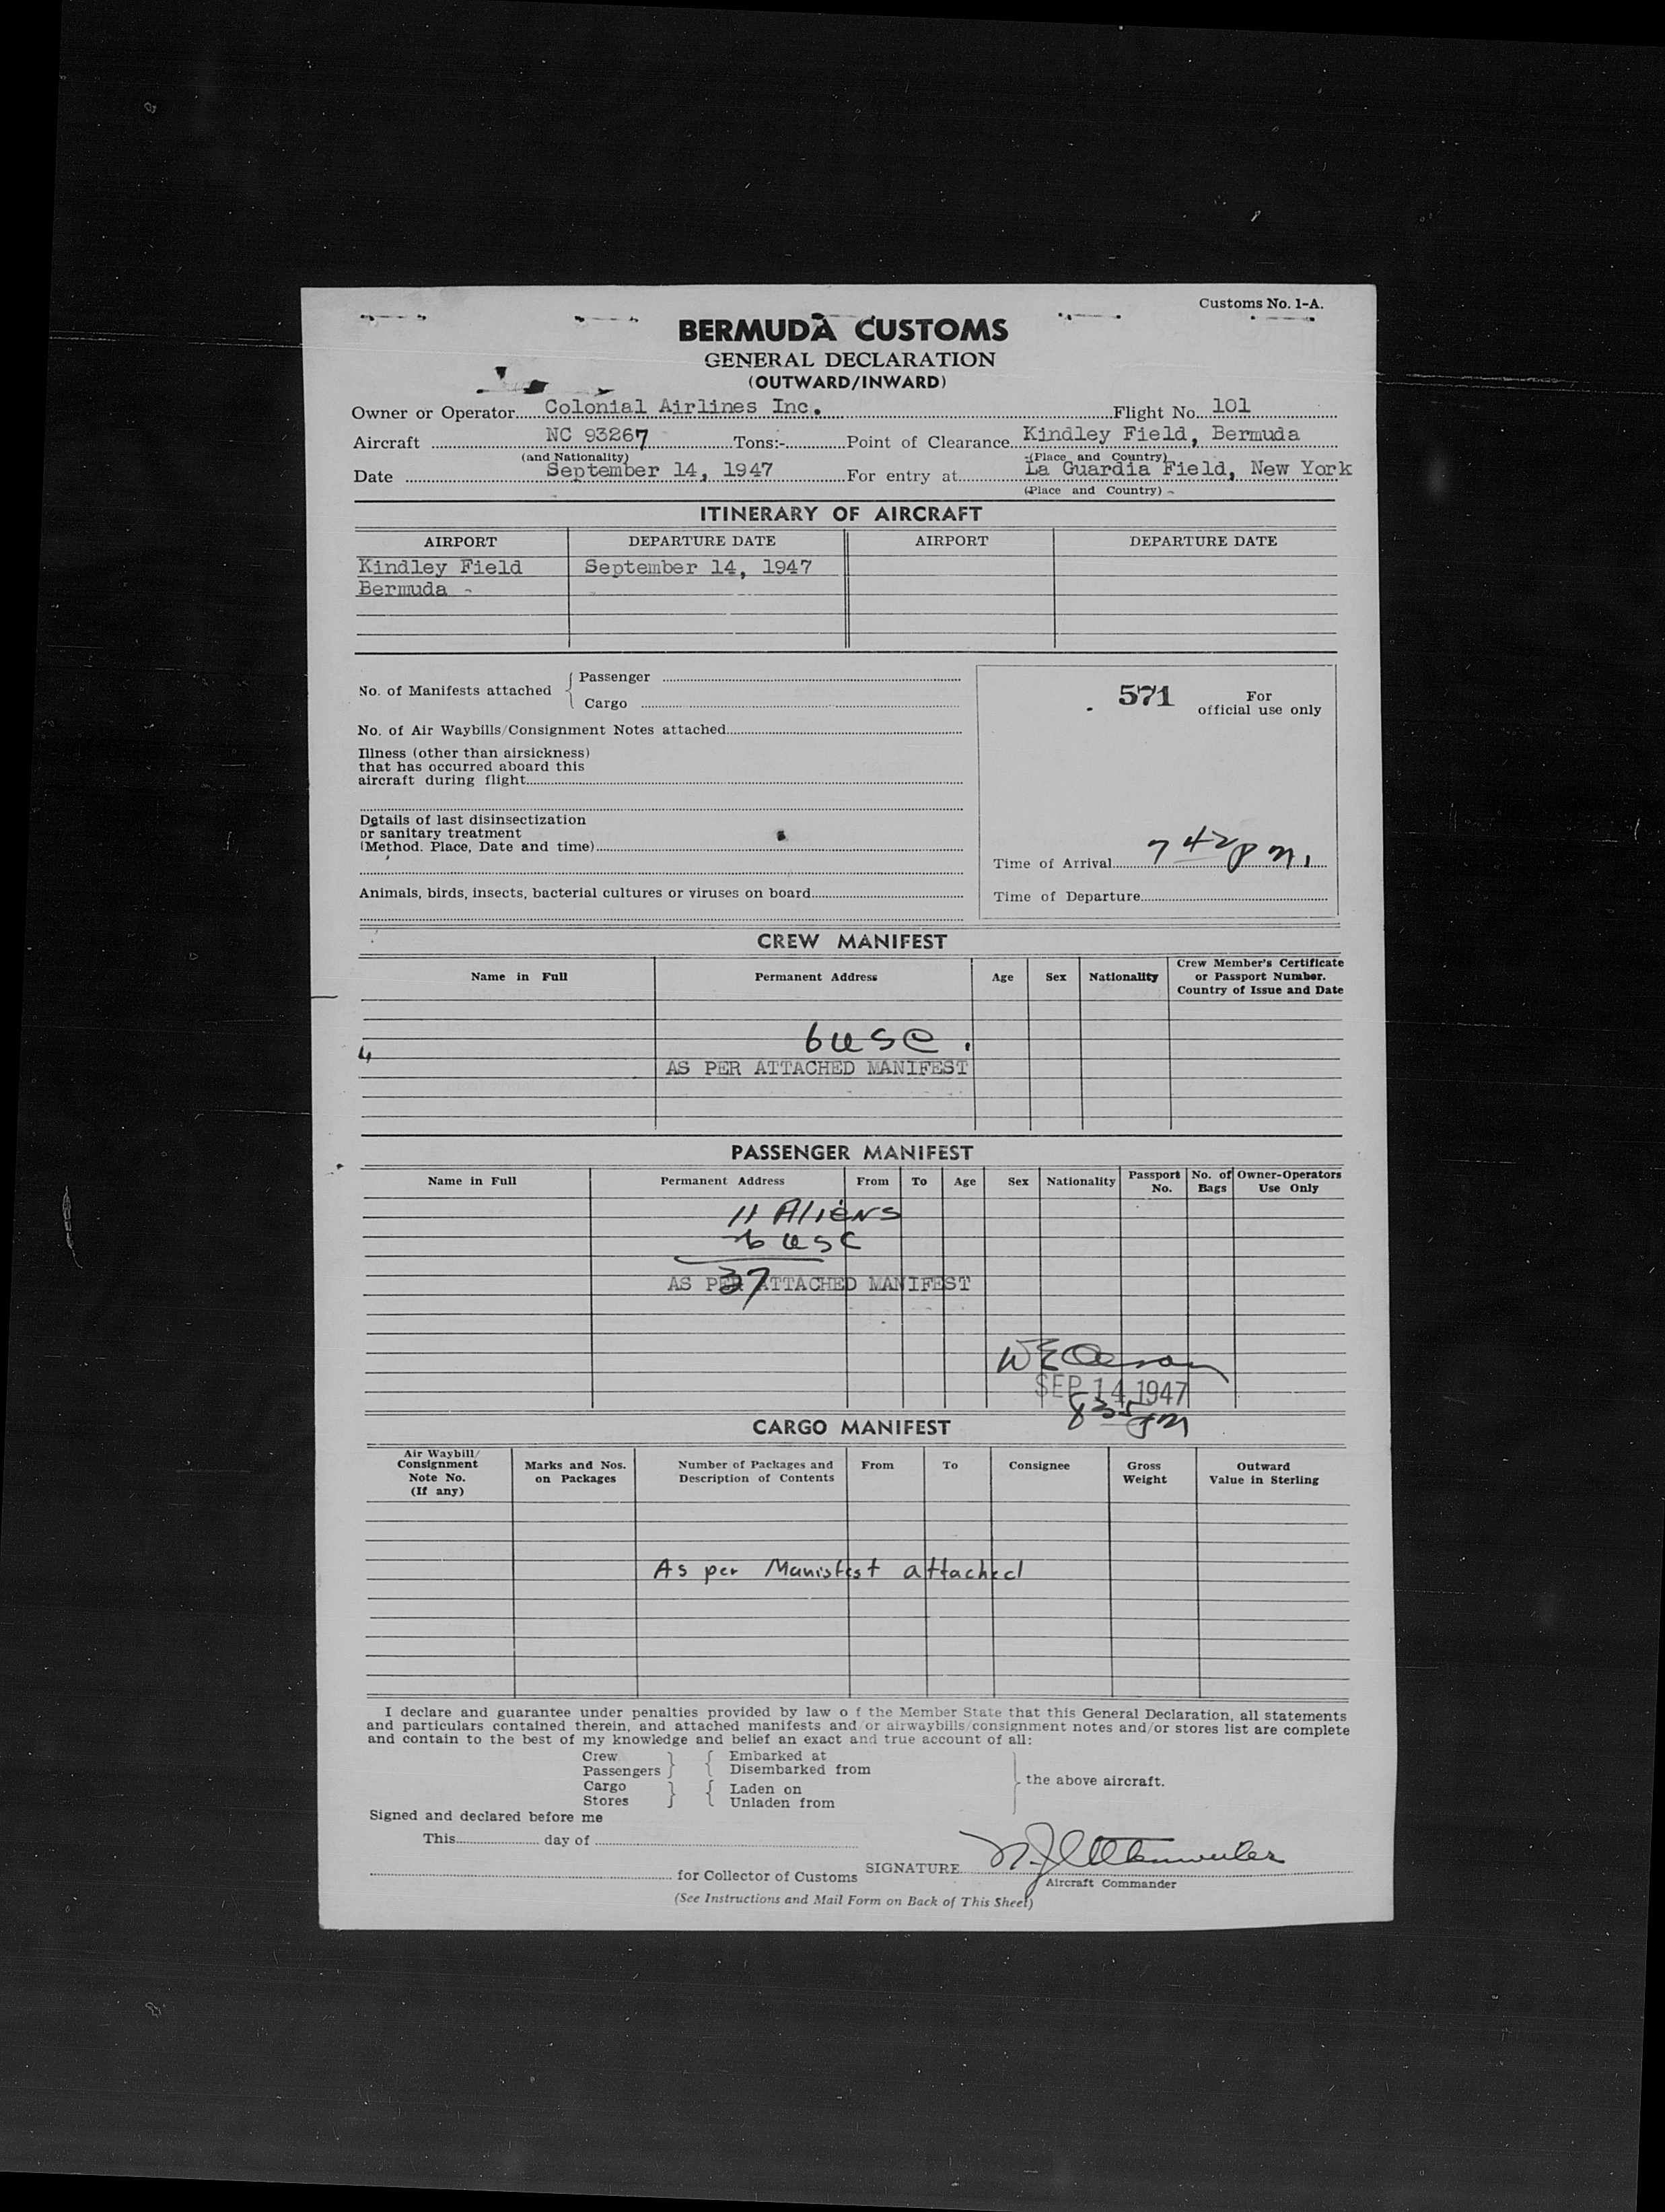 Customs No. 1-A.
BERMUDA CUSTOMS
GENERAL DECLARATION
(OUTWARD/INWARD)
Owner or Operator Colonial Airlines Inc. Flight No. 101
Aircraft NC 93267 Tons:- Point of Clearance Kindley Field, Bermuda
(and Nationality) (Place and Country)
Date September 14, 1947 For entry at La Guardia Field, New York
(Place and Country)
ITINERARY OF AIRCRAFT
AIRPORT DEPARTURE DATE AIRPORT DEPARTURE DATE
Kindley Field September 14, 1947
Bermuda
No. of Manifests attached Passenger
Cargo
571 For
official use only
No. of Air Waybills/Consignment Notes attached
Illness (other than airsickness)
that has occurred aboard this
aircraft during flight
Details of last disinsectization
or sanitary treatment
(Method. Place, Date and time)
Time of Arrival 7 42 pm.
Animals, birds, insects, bacterial cultures or viruses on board
Time of Departure
CREW MANIFEST
Name in Full Permanent Address Age Sex Nationality Crew Member's Certificate
or Passport Number.
Country of Issue and Date
6 usc.
AS PER ATTACHED MANIFEST
PASSENGER MANIFEST
Name in Full Permanent Address From To Age Sex Nationality Passport No. No. of Bags Owner-Operators Use Only
11 Aliens
usc
37
AS PER ATTACHED MANIFEST
SEP 14 1947
8 35 pm
CARGO MANIFEST
Air Waybill/
Consignment
Note No.
(If any)
Marks and Nos.
on Packages
Number of Packages and
Description of Contents
From To Consignee Gross
Weight
Outward
Value in Sterling
As per Manisfest attached
I declare and guarantee under penalties provided by law o f the Member State that this General Declaration, all statements
and particulars contained therein, and attached manifests and/or airwaybills/consignment notes and/or stores list are complete
and contain to the best of my knowledge and belief an exact and true account of all:
Crew Embarked at
Passengers Disembarked from
Cargo Laden on
Stores Unladen from
the above aircraft.
Signed and declared before me
This day of
for Collector of Customs SIGNATURE
Aircraft Commander
(See Instructions and Mail Form on Back of This Sheet)